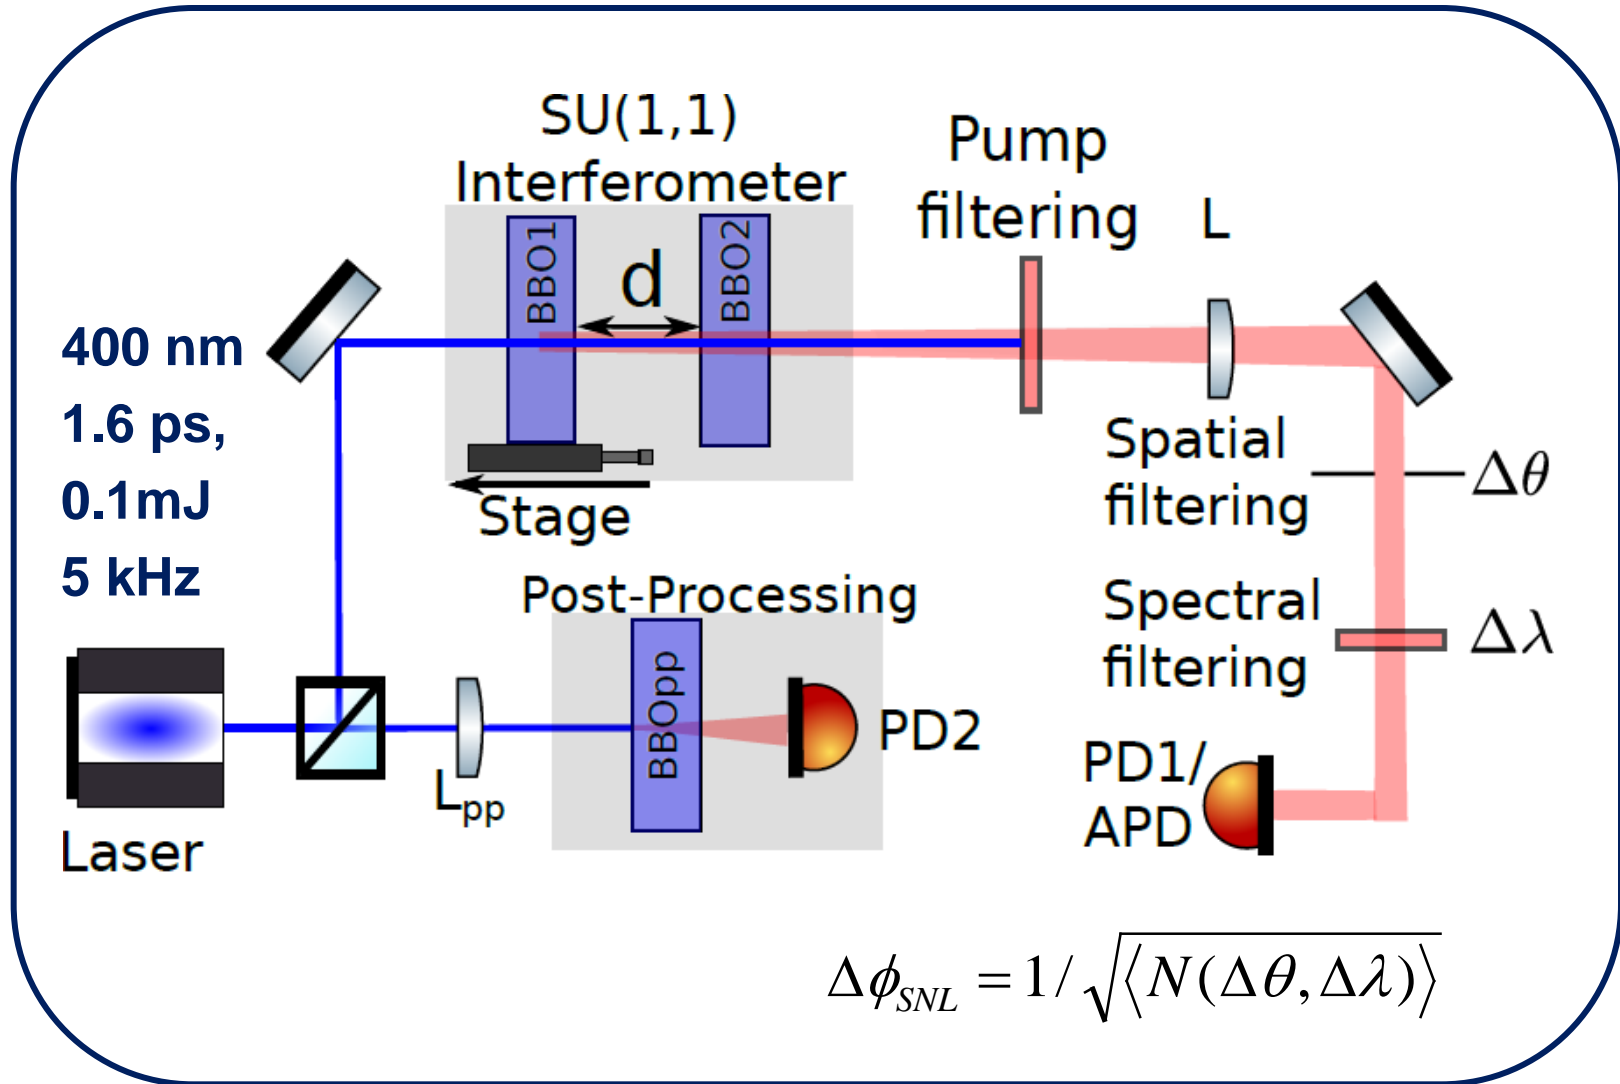 SU(1,1)
Interferometer
BBO1
d
BBO2
Stage
Pump
filtering
L
400 nm
1.6 ps,
0.1mJ
5 kHz
Spatial
filtering
Δθ
Spectral
filtering
Δλ
Post-Processing
BBOpp
PD2
Lpp
Laser
PD1/
APD
Δϕ_SNL = 1/√⟨N(Δθ,Δλ)⟩